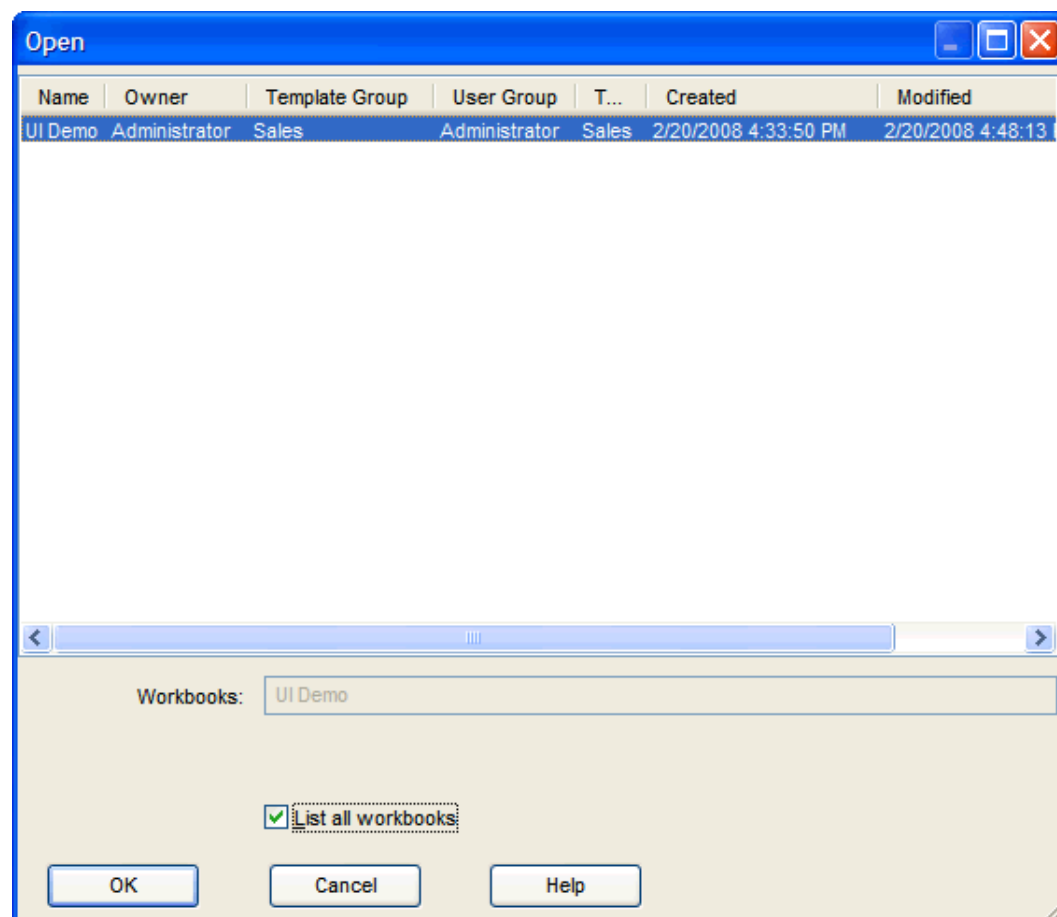 Open
Name Owner Template Group User Group T... Created Modified
UI Demo Administrator Sales Administrator Sales 2/20/2008 4:33:50 PM 2/20/2008 4:48:13
Workbooks: UI Demo
List all workbooks
OK Cancel Help